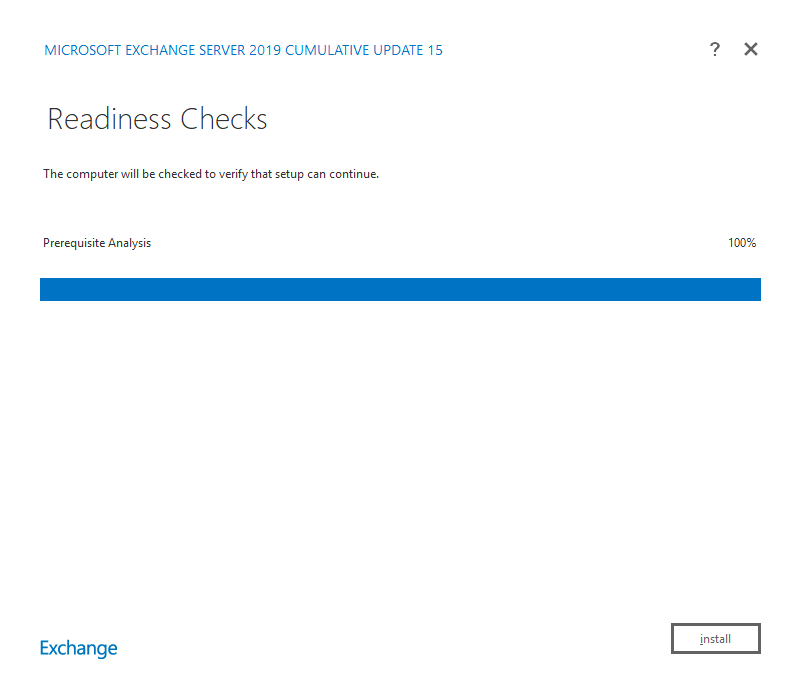 MICROSOFT EXCHANGE SERVER 2019 CUMULATIVE UPDATE 15 ?
Readiness Checks
The computer will be checked to verify that setup can continue.
Prerequisite Analysis 100%
Exchange install